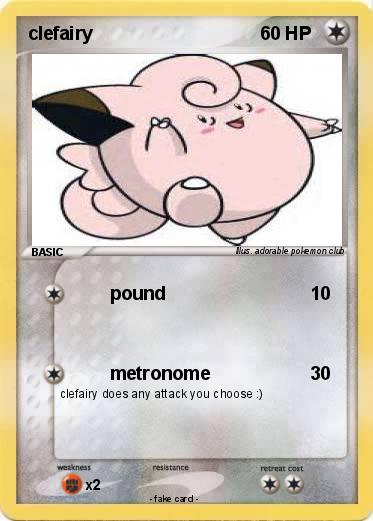 clefairy 60 HP
BASIC Illus. adorable pokemon club
pound 10
metronome 30
clefairy does any attack you choose :)
weakness resistance retreat cost
x2
- fake card -